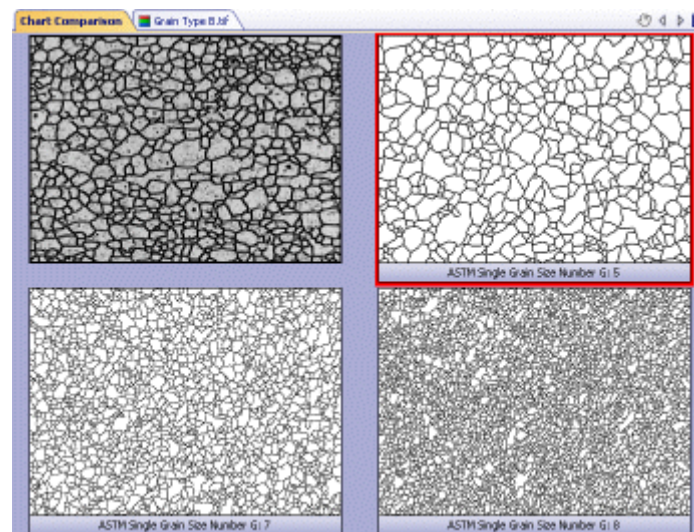 Chart Comparison
Grain Type B.tif
ASTM Single Grain Size Number G: 5
ASTM Single Grain Size Number G: 7
ASTM Single Grain Size Number G: 8